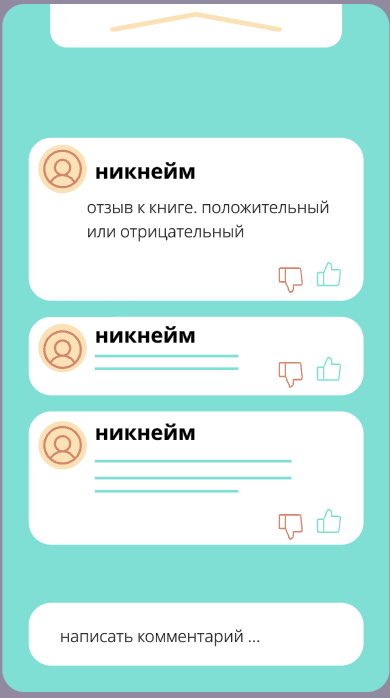 никнейм
отзыв к книге. положительный
или отрицательный
никнейм
никнейм
написать комментарий ...